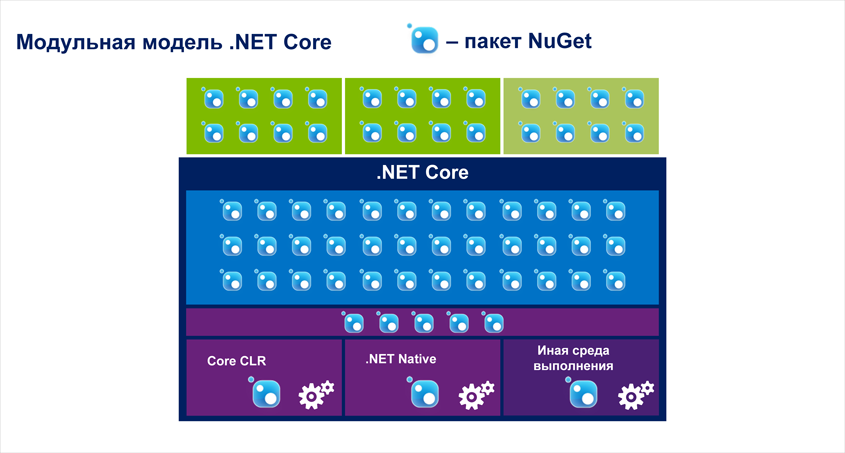 Модульная модель .NET Core
– пакет NuGet
.NET Core
Core CLR
.NET Native
Иная среда
выполнения